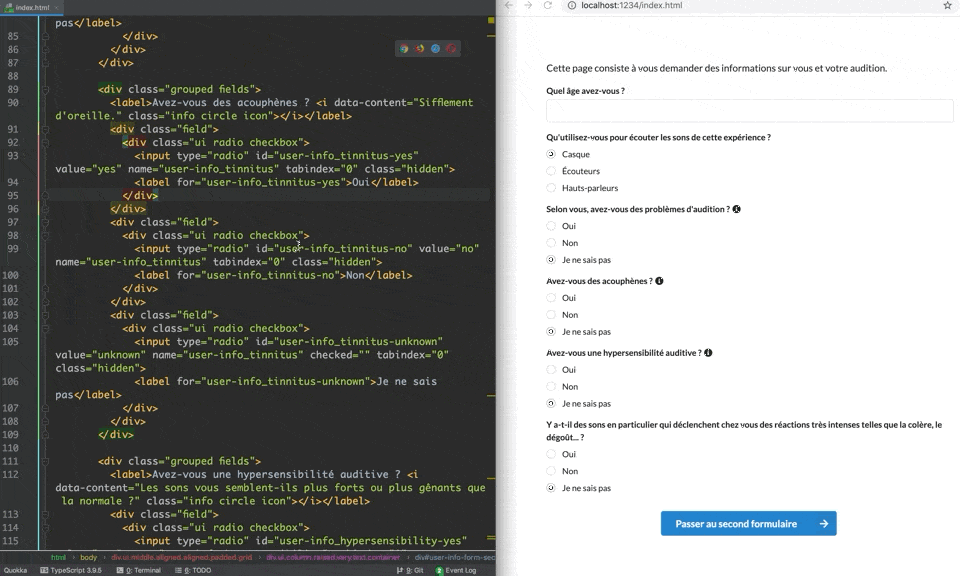 index.html
pas</label>
85 </div>
86 </div>
87 </div>
88
89 <div class="grouped fields">
90 <label>Avez-vous des acouphènes ? <i data-content="Sifflement
d'oreille." class="info circle icon"></i></label>
91 <div class="field">
92 <div class="ui radio checkbox">
93 <input type="radio" id="user-info_tinnitus-yes"
value="yes" name="user-info_tinnitus" tabindex="0" class="hidden">
94 <label for="user-info_tinnitus-yes">Oui</label>
95 </div>
96 </div>
97 <div class="field">
98 <div class="ui radio checkbox">
99 <input type="radio" id="user-info_tinnitus-no" value="no"
name="user-info_tinnitus" tabindex="0" class="hidden">
100 <label for="user-info_tinnitus-no">Non</label>
101 </div>
102 </div>
103 <div class="field">
104 <div class="ui radio checkbox">
105 <input type="radio" id="user-info_tinnitus-unknown"
value="unknown" name="user-info_tinnitus" checked="" tabindex="0"
class="hidden">
106 <label for="user-info_tinnitus-unknown">Je ne sais
pas</label>
107 </div>
108 </div>
109 </div>
110
111 <div class="grouped fields">
112 <label>Avez-vous une hypersensibilité auditive ? <i
data-content="Les sons vous semblent-ils plus forts ou plus gênants que
la normale ?" class="info circle icon"></i></label>
113 <div class="field">
114 <div class="ui radio checkbox">
115 <input type="radio" id="user-info_hypersensibility-yes"
html body div.ui.middle.aligned.aligned.padded.grid div.ui.column.raised.very.text.container div#user-info-form-sec
Quokka TypeScript 3.9.5 0: Terminal 6: TODO 9: Git 2 Event Log
localhost:1234/index.html
Cette page consiste à vous demander des informations sur vous et votre audition.
Quel âge avez-vous ?
Qu'utilisez-vous pour écouter les sons de cette expérience ?
Casque
Écouteurs
Hauts-parleurs
Selon vous, avez-vous des problèmes d'audition ?
Oui
Non
Je ne sais pas
Avez-vous des acouphènes ?
Oui
Non
Je ne sais pas
Avez-vous une hypersensibilité auditive ?
Oui
Non
Je ne sais pas
Y a-t-il des sons en particulier qui déclenchent chez vous des réactions très intenses telles que la colère, le
dégoût... ?
Oui
Non
Je ne sais pas
Passer au second formulaire